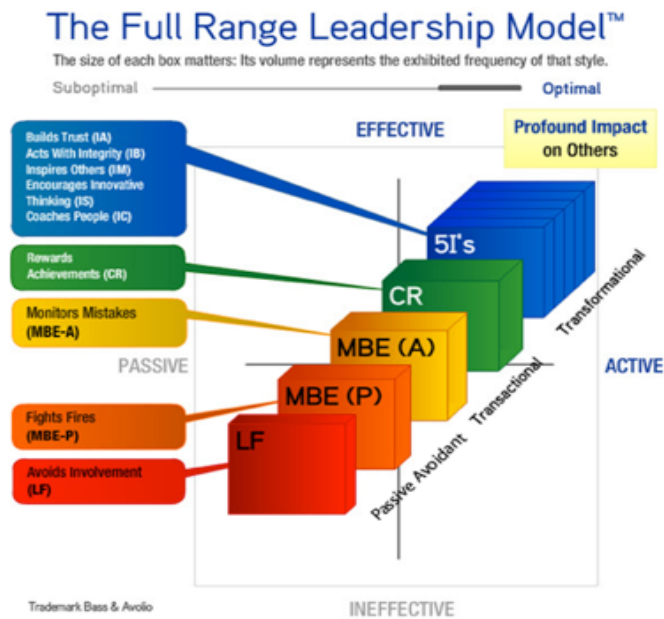 The Full Range Leadership Model™
The size of each box matters: Its volume represents the exhibited frequency of that style.
Suboptimal
Optimal
EFFECTIVE
Profound Impact
on Others
Builds Trust (IA)
Acts With Integrity (IB)
Inspires Others (IM)
Encourages Innovative
Thinking (IS)
Coaches People (IC)
5I's
Rewards
Achievements (CR)
CR
Transformational
Monitors Mistakes
(MBE-A)
MBE (A)
PASSIVE
ACTIVE
Transactional
Fights Fires
(MBE-P)
MBE (P)
Passive Avoidant
Avoids Involvement
(LF)
LF
Trademark Bass & Avolio
INEFFECTIVE